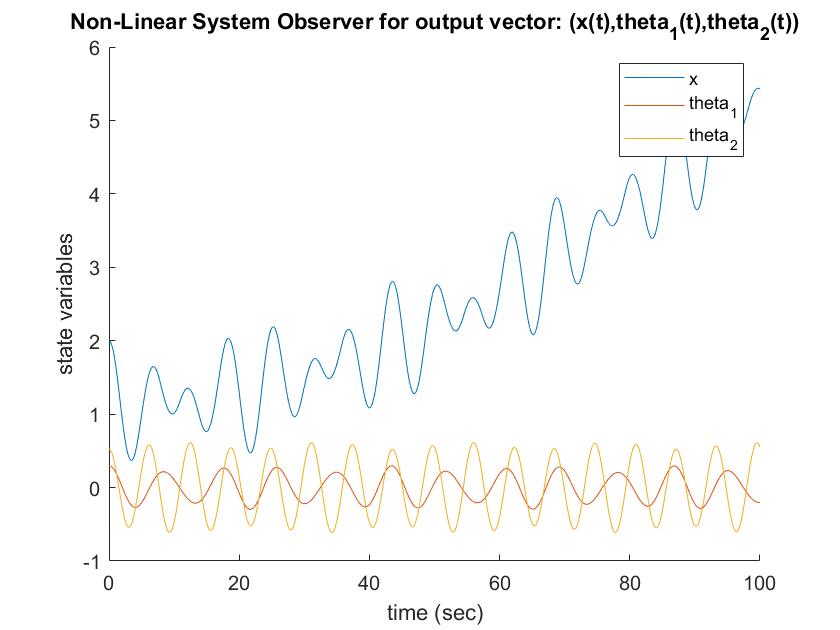 Non-Linear System Observer for output vector: (x(t),theta₁(t),theta₂(t))
6
5
4
3
2
1
0
-1
state variables
x
theta₁
theta₂
0 20 40 60 80 100
time (sec)